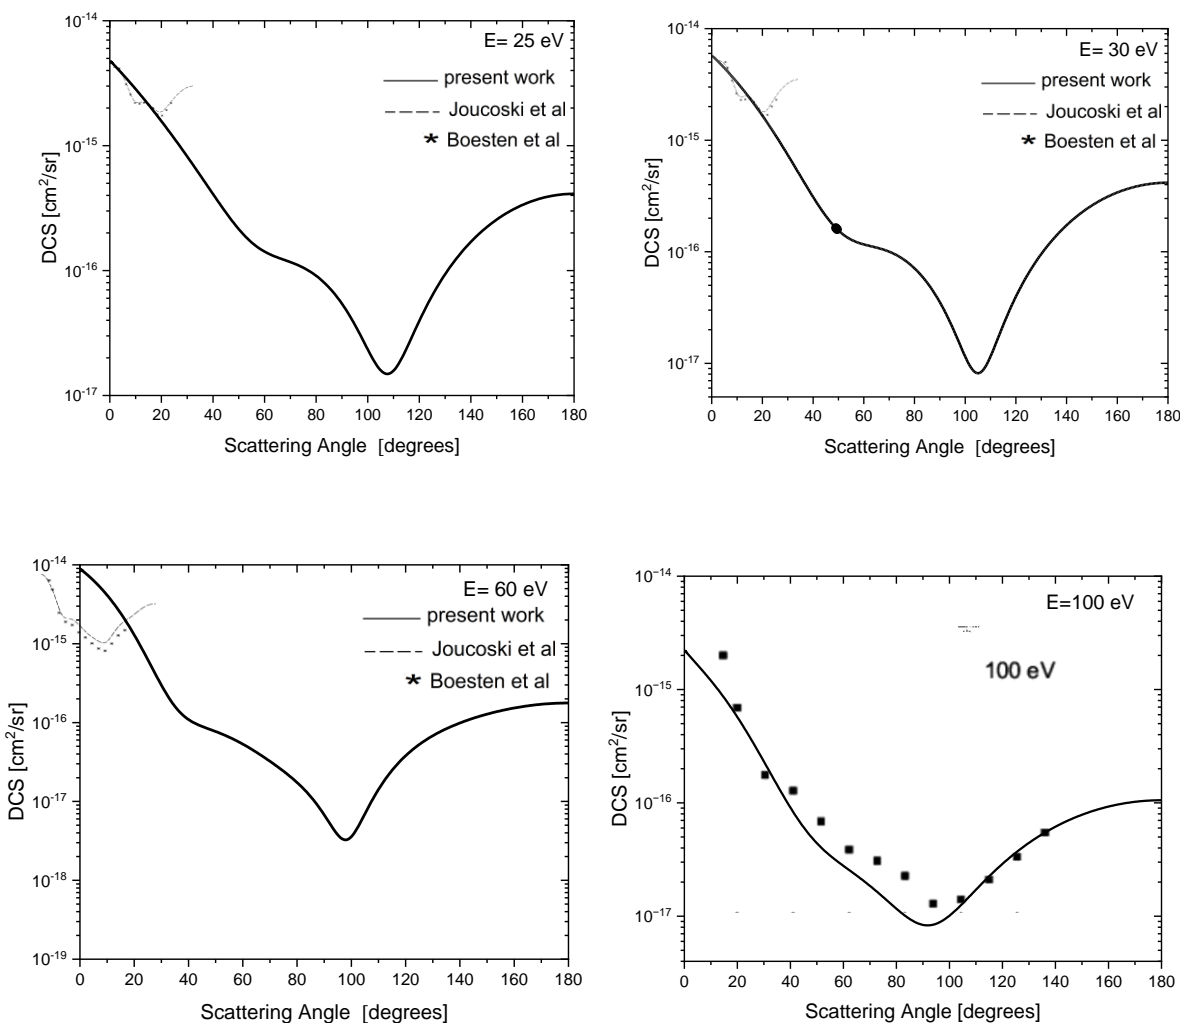 E= 25 eV
present work
Joucoski et al
* Boesten et al
DCS [cm²/sr]
10⁻¹⁴
10⁻¹⁵
10⁻¹⁶
10⁻¹⁷
0 20 40 60 80 100 120 140 160 180
Scattering Angle [degrees]
E= 30 eV
present work
Joucoski et al
* Boesten et al
DCS [cm²/sr]
10⁻¹⁴
10⁻¹⁵
10⁻¹⁶
10⁻¹⁷
0 20 40 60 80 100 120 140 160 180
Scattering Angle [degrees]
E= 60 eV
present work
Joucoski et al
* Boesten et al
DCS [cm²/sr]
10⁻¹⁴
10⁻¹⁵
10⁻¹⁶
10⁻¹⁷
10⁻¹⁸
10⁻¹⁹
0 20 40 60 80 100 120 140 160 180
Scattering Angle [degrees]
E=100 eV
100 eV
DCS [cm²/sr]
10⁻¹⁴
10⁻¹⁵
10⁻¹⁶
10⁻¹⁷
0 20 40 60 80 100 120 140 160 180
Scattering Angle [degrees]